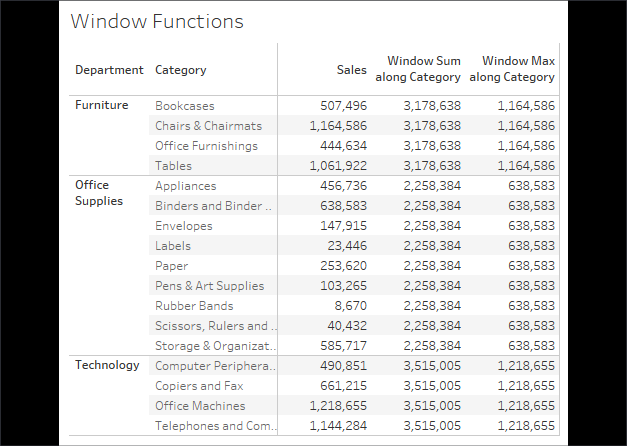 Window Functions
Window Sum Window Max
Department Category Sales along Category along Category
Furniture Bookcases 507,496 3,178,638 1,164,586
Chairs & Chairmats 1,164,586 3,178,638 1,164,586
Office Furnishings 444,634 3,178,638 1,164,586
Tables 1,061,922 3,178,638 1,164,586
Office Appliances 456,736 2,258,384 638,583
Supplies Binders and Binder .. 638,583 2,258,384 638,583
Envelopes 147,915 2,258,384 638,583
Labels 23,446 2,258,384 638,583
Paper 253,620 2,258,384 638,583
Pens & Art Supplies 103,265 2,258,384 638,583
Rubber Bands 8,670 2,258,384 638,583
Scissors, Rulers and .. 40,432 2,258,384 638,583
Storage & Organizat.. 585,717 2,258,384 638,583
Technology Computer Periphera.. 490,851 3,515,005 1,218,655
Copiers and Fax 661,215 3,515,005 1,218,655
Office Machines 1,218,655 3,515,005 1,218,655
Telephones and Com.. 1,144,284 3,515,005 1,218,655